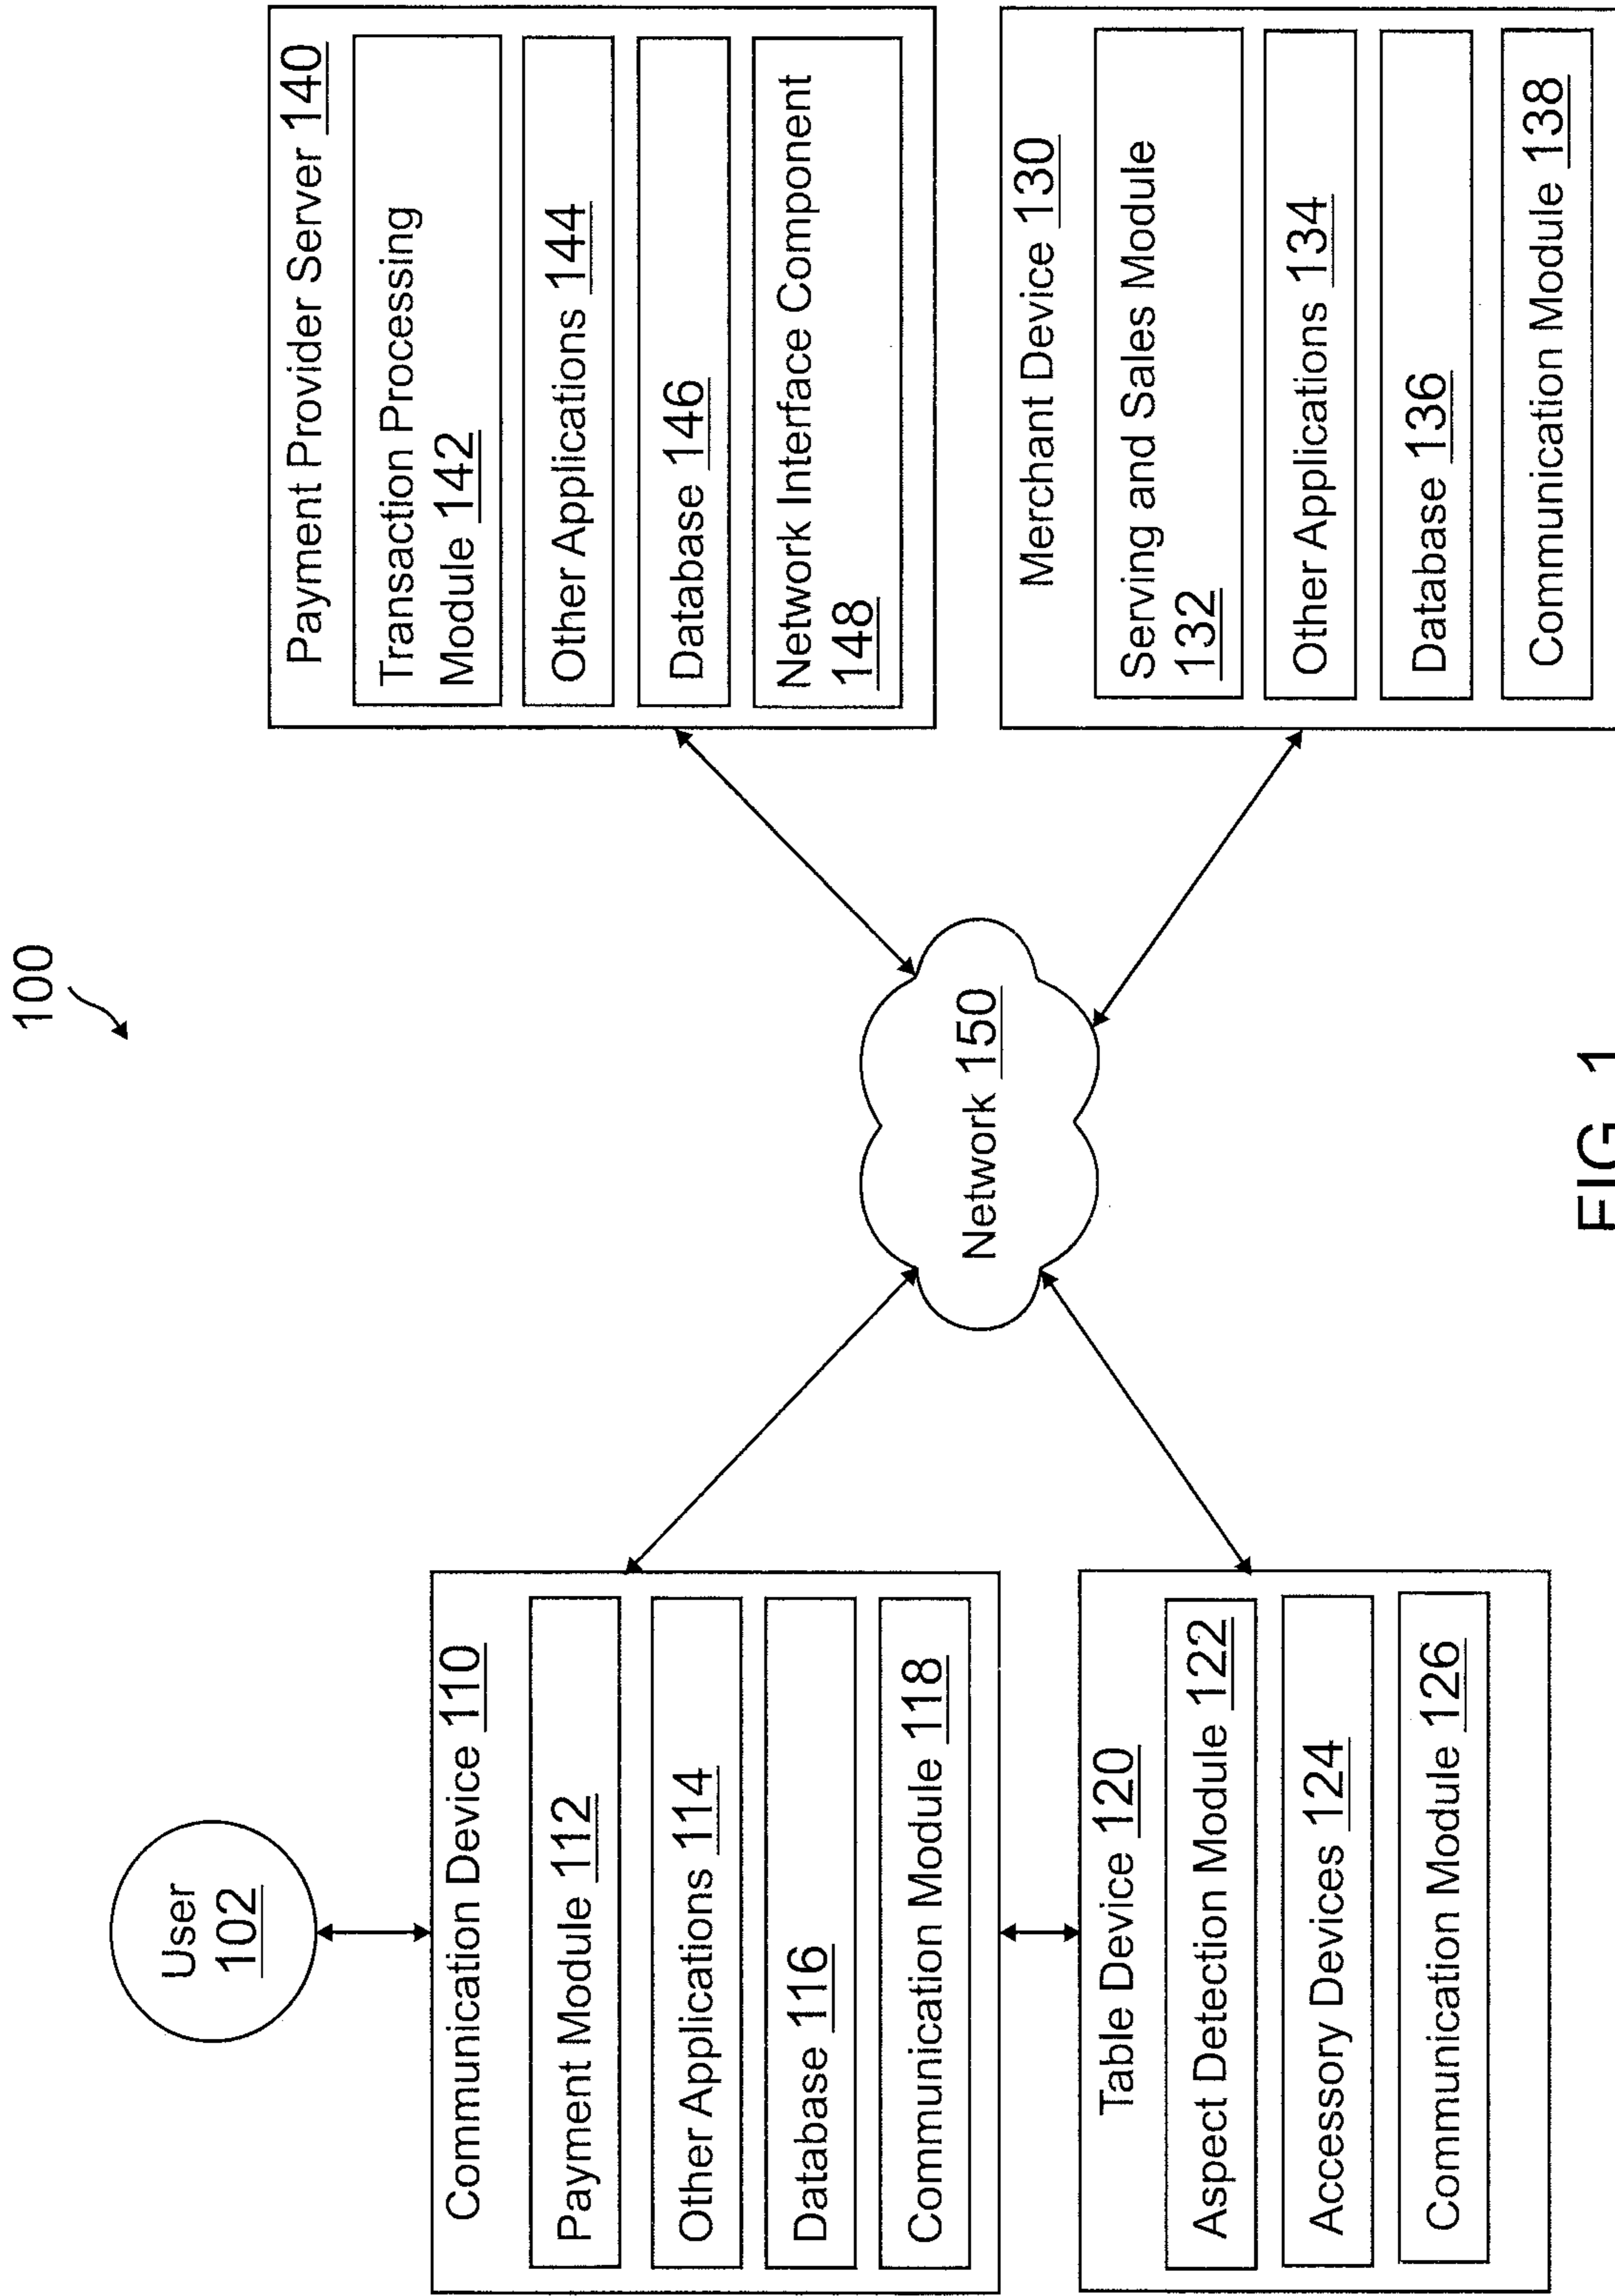 100
User
102
Communication Device 110
Payment Module 112
Other Applications 114
Database 116
Communication Module 118
Table Device 120
Aspect Detection Module 122
Accessory Devices 124
Communication Module 126
Network 150
Payment Provider Server 140
Transaction Processing
Module 142
Other Applications 144
Database 146
Network Interface Component
148
Merchant Device 130
Serving and Sales Module
132
Other Applications 134
Database 136
Communication Module 138
FIG. 1